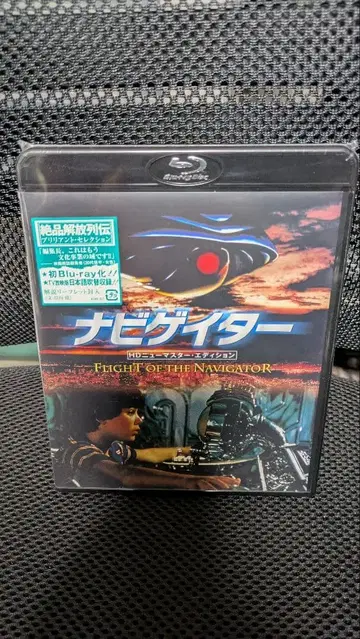 Blu-ray Disc
絶品解放列伝
ブリリアント・セレクション
「編集長、これはもう
文化事業の域です!!
★初Blu-ray化!!
★TV放映版日本語吹替収録!!
ナビゲイター
HDニューマスター・エディション
FLIGHT OF THE NAVIGATOR